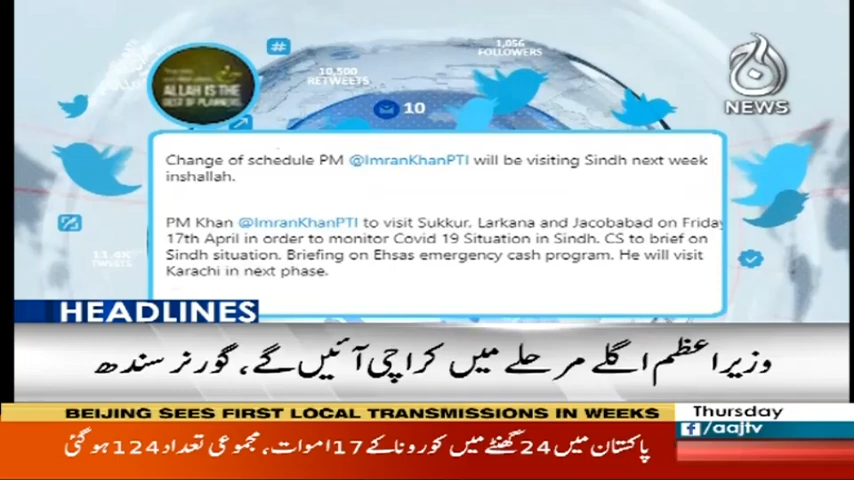 1,056
FOLLOWERS
10,500
RETWEETS
#
ALLAH IS THE
BEST OF PLANNERS
10
NEWS
Change of schedule PM @ImranKhanPTI will be visiting Sindh next week
inshallah.
PM Khan @ImranKhanPTI to visit Sukkur. Larkana and Jacobabad on Friday
17th April in order to monitor Covid 19 Situation in Sindh. CS to brief on
Sindh situation. Briefing on Ehsas emergency cash program. He will visit
Karachi in next phase.
11.4K
TWEETS
HEADLINES
وزیراعظم اگلے مرحلے میں کراچی آئیں گے، گورنر سندھ
BEIJING SEES FIRST LOCAL TRANSMISSIONS IN WEEKS
Thursday
f/aajtv
پاکستان میں 24 گھنٹے میں کورونا کے 17 اموات، مجموعی تعداد 124 ہو گئی